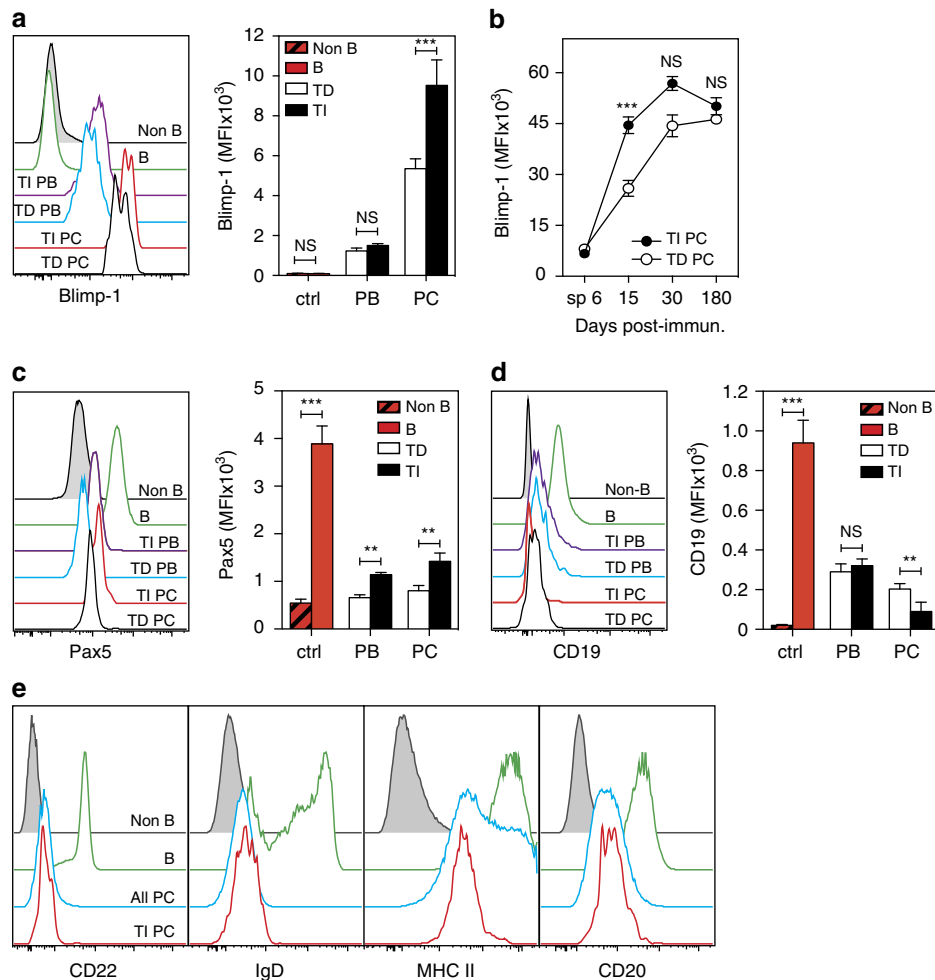 a
Non B
B
TI PB
TD PB
TI PC
TD PC
Blimp-1
Blimp-1 (MFIx10³)
12
10
8
6
4
2
0
Non B
B
TD
TI
NS
NS
***
ctrl PB PC
b
Blimp-1 (MFIx10³)
60
45
30
15
0
NS
***
NS
TI PC
TD PC
sp 6 15 30 180
Days post-immun.
c
Non B
B
TI PB
TD PB
TI PC
TD PC
Pax5
Pax5 (MFIx10³)
5
4
3
2
1
0
***
**
**
Non B
B
TD
TI
ctrl PB PC
d
Non-B
B
TI PB
TD PB
TI PC
TD PC
CD19
CD19 (MFIx10³)
1.2
1.0
0.8
0.6
0.4
0.2
0
***
NS
**
Non B
B
TD
TI
ctrl PB PC
e
Non B
B
All PC
TI PC
CD22 IgD MHC II CD20